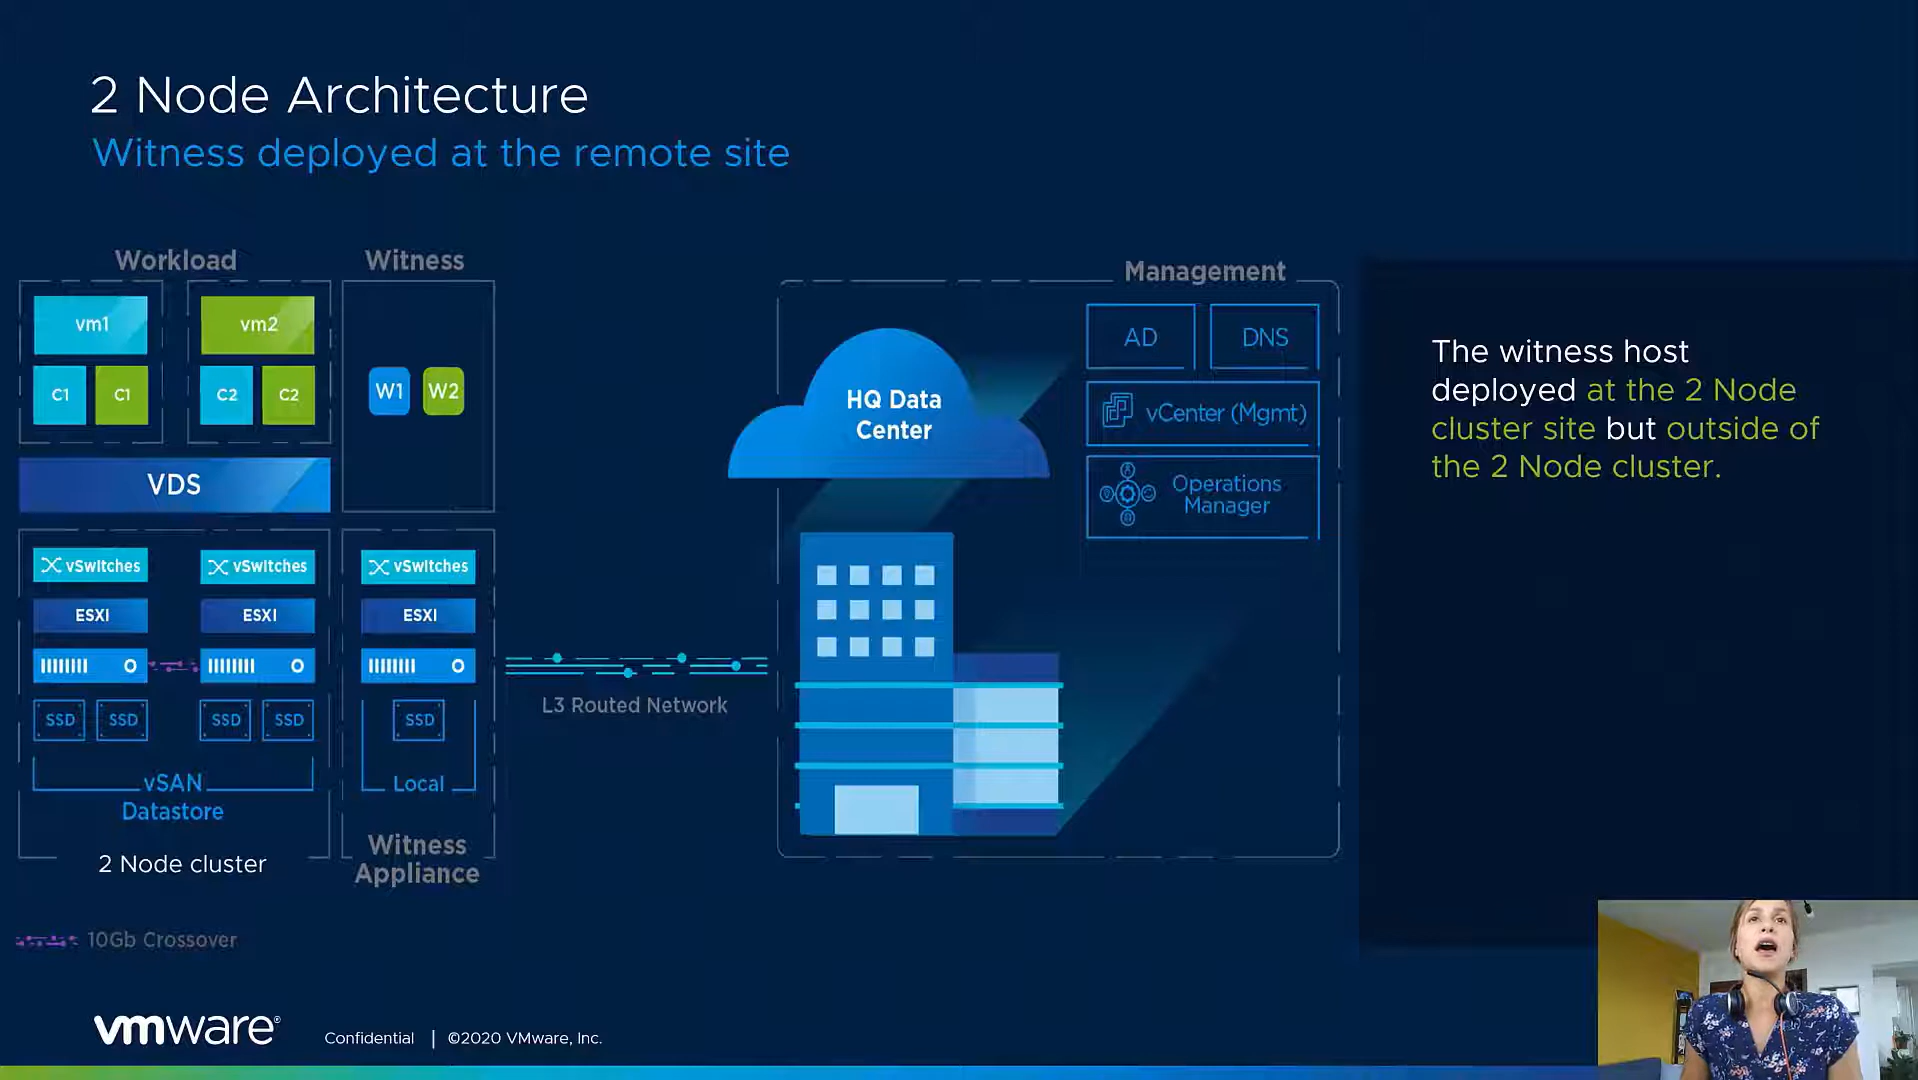 2 Node Architecture
Witness deployed at the remote site
Workload
Witness
vm1
vm2
C1
C1
C2
C2
W1
W2
VDS
vSwitches
vSwitches
vSwitches
ESXI
ESXI
ESXI
SSD
SSD
SSD
SSD
SSD
vSAN
Datastore
Local
2 Node cluster
Witness
Appliance
10Gb Crossover
L3 Routed Network
HQ Data
Center
Management
AD
DNS
vCenter (Mgmt)
Operations
Manager
The witness host
deployed at the 2 Node
cluster site but outside of
the 2 Node cluster.
vmware®
Confidential | ©2020 VMware, Inc.